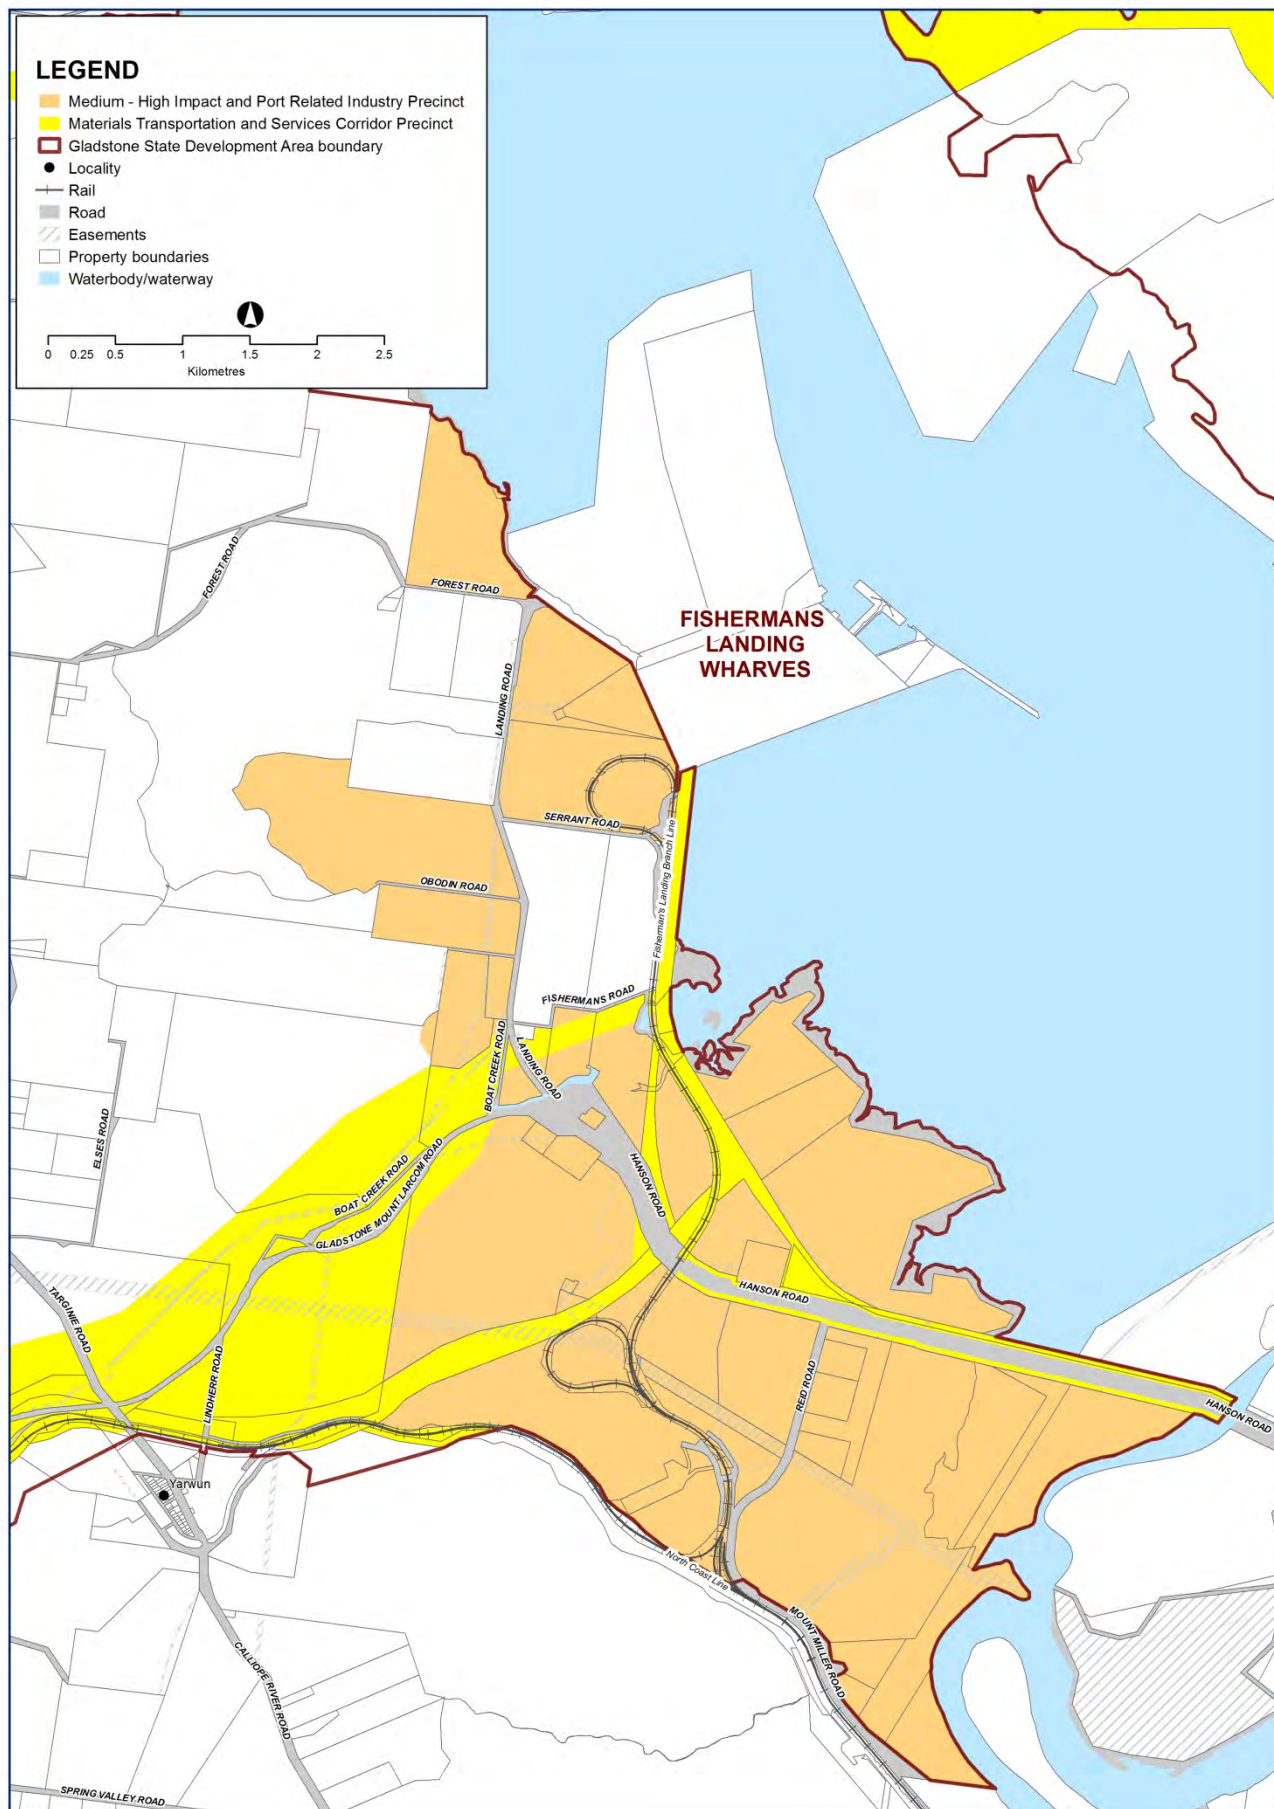 LEGEND
Medium - High Impact and Port Related Industry Precinct
Materials Transportation and Services Corridor Precinct
Gladstone State Development Area boundary
Locality
Rail
Road
Easements
Property boundaries
Waterbody/waterway
0 0.25 0.5 1 1.5 2 2.5
Kilometres
FOREST ROAD
FOREST ROAD
FISHERMANS
LANDING
WHARVES
LANDING ROAD
SERRANT ROAD
Fisherman's Landing Branch Line
OBODIN ROAD
FISHERMANS ROAD
BOAT CREEK ROAD
LANDING ROAD
ELSES ROAD
BOAT CREEK ROAD
GLADSTONE MOUNT LARCOM ROAD
HANSON ROAD
TARGINIE ROAD
HANSON ROAD
LINDHERR ROAD
REID ROAD
HANSON ROAD
Yarwun
North Coast Line
MOUNT MILLER ROAD
CALLIOPE RIVER ROAD
SPRING VALLEY ROAD